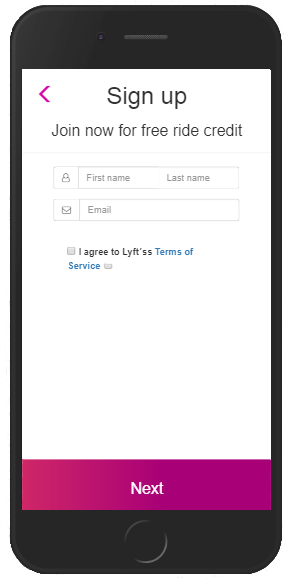 Sign up
Join now for free ride credit
First name Last name
Email
I agree to Lyft'ss Terms of
Service
Next